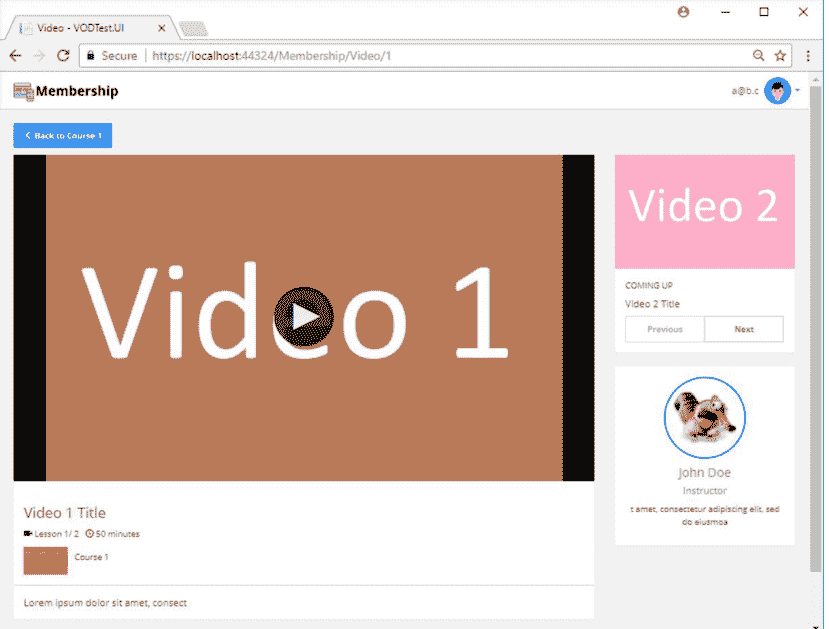 Video - VODTest.UI
Secure
https://localhost:44324/Membership/Video/1
Membership
a@b.c
Back to Course 1
Video 1
Video 2
COMING UP
Video 2 Title
Previous
Next
John Doe
Instructor
t amet, consectetur adipiscing elit, sed
do eiusmoa
Video 1 Title
Lesson 1/ 2
50 minutes
Course 1
Lorem ipsum dolor sit amet, consect